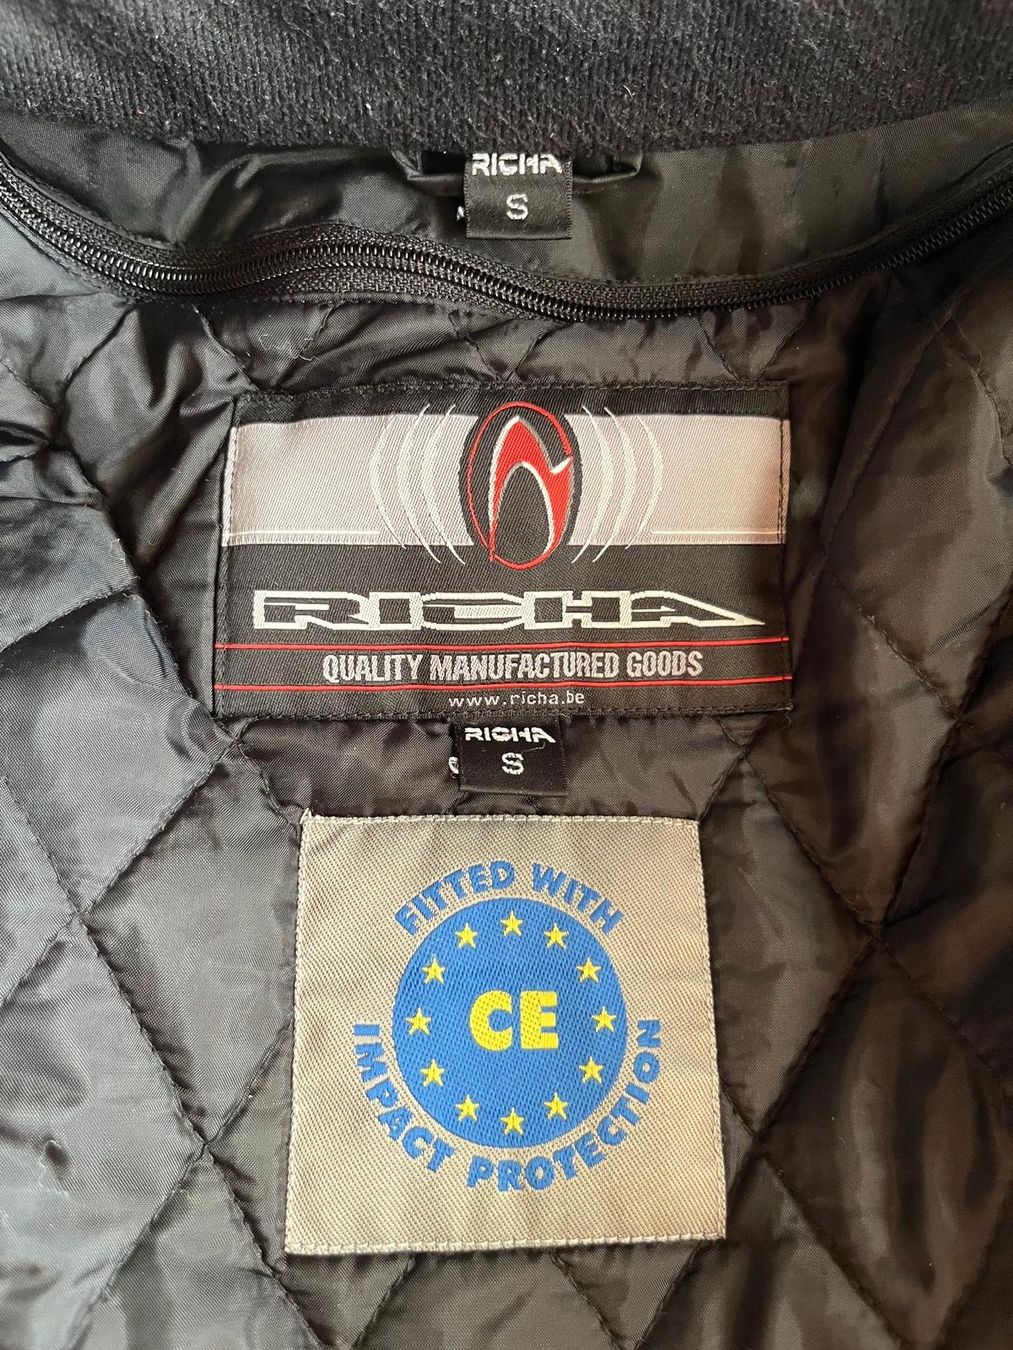 RICHA
S
RICHA
QUALITY MANUFACTURED GOODS
www.richa.be
RICHA
S
FITTED WITH
CE
IMPACT PROTECTION